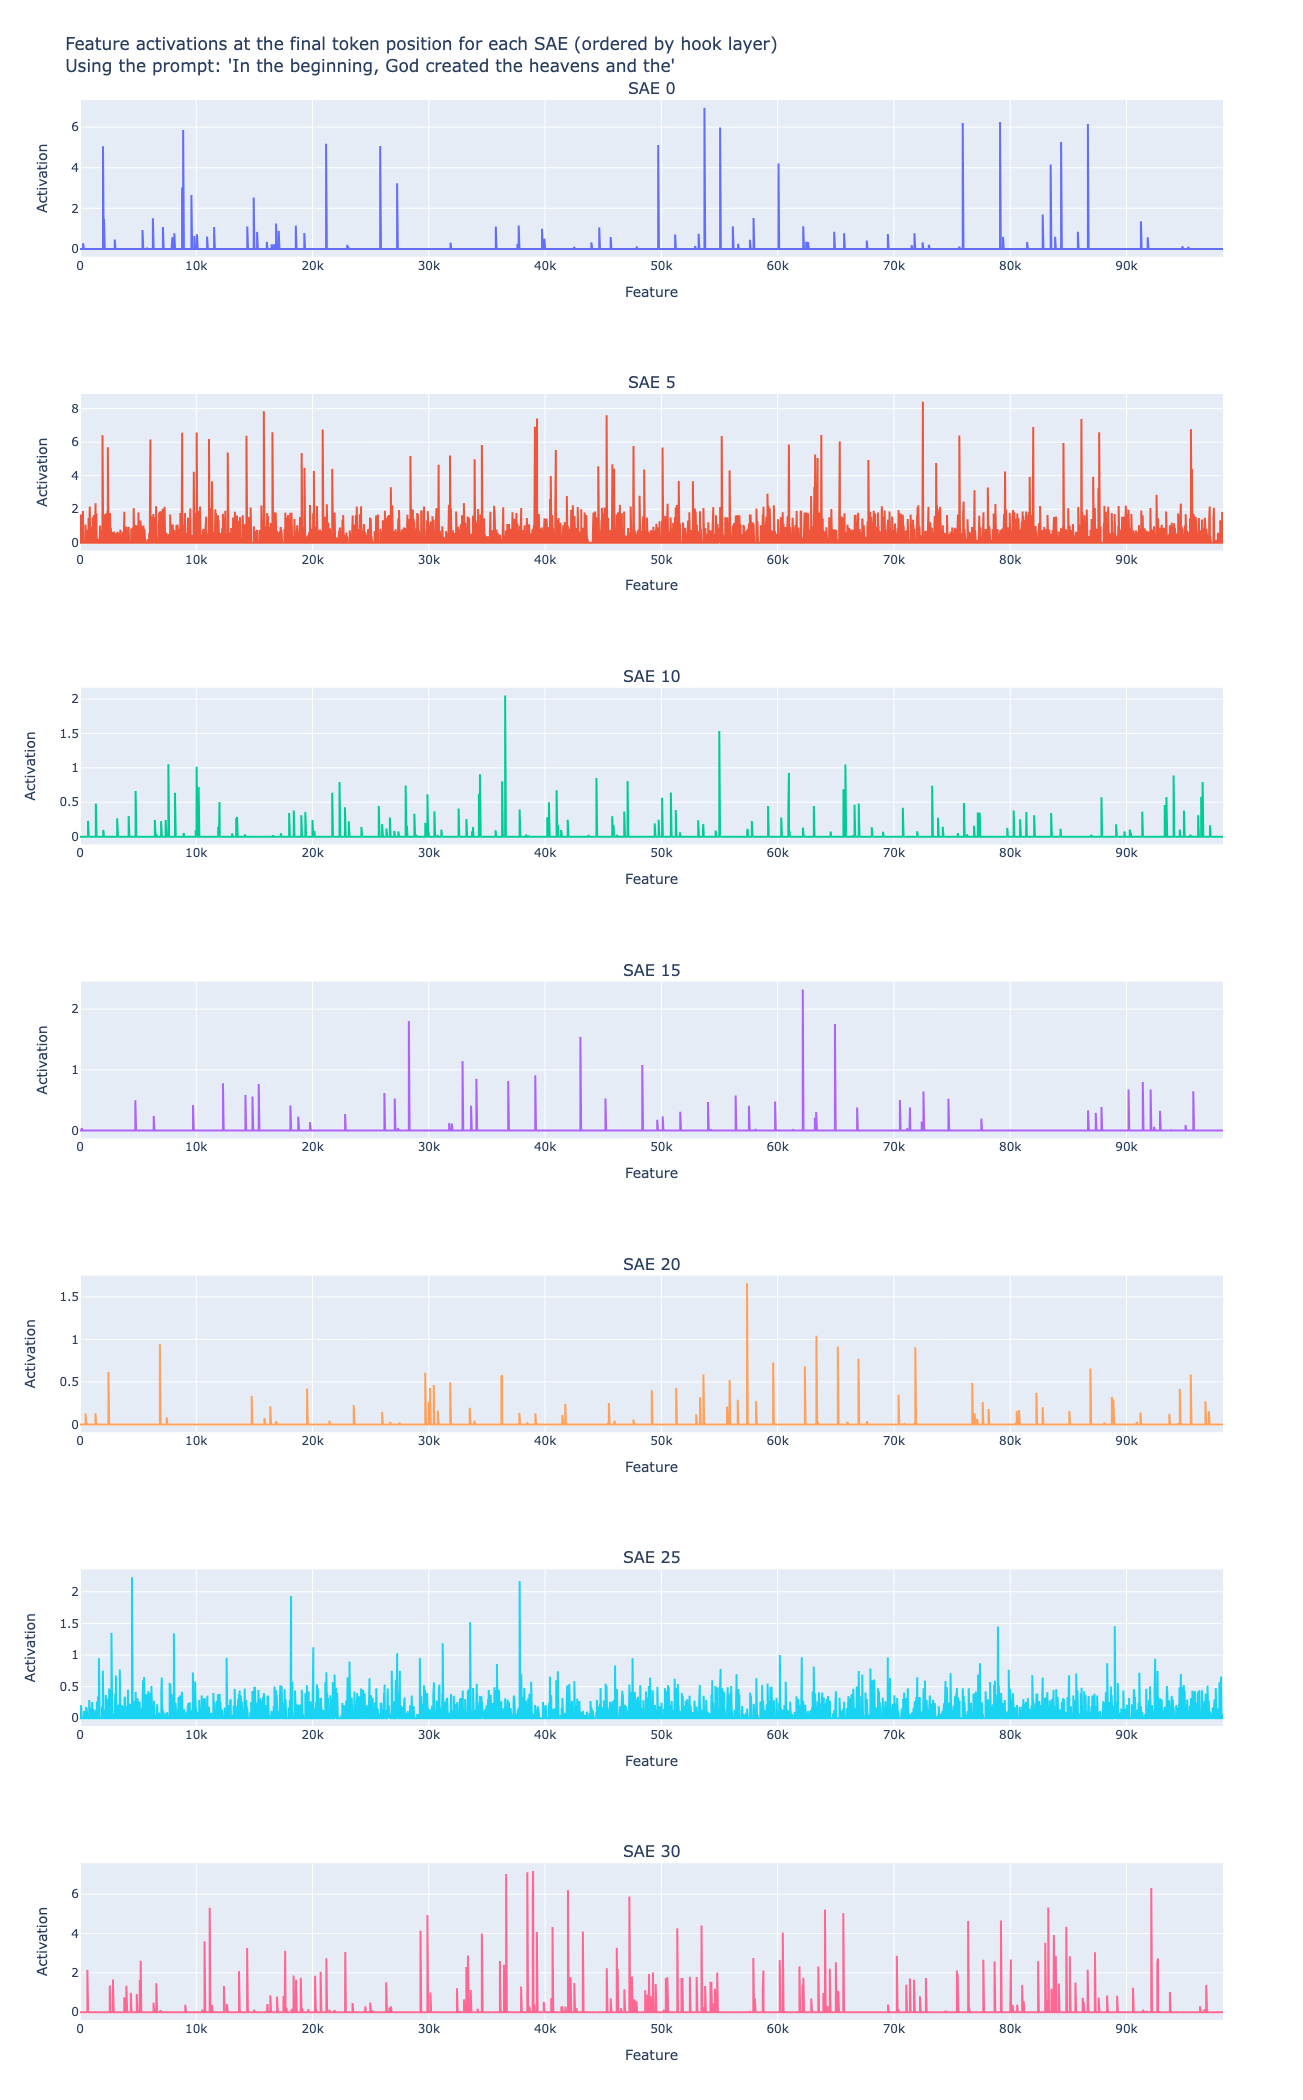 Feature activations at the final token position for each SAE (ordered by hook layer)
Using the prompt: 'In the beginning, God created the heavens and the'
SAE 0
6
4
2
0
Activation
0 10k 20k 30k 40k 50k 60k 70k 80k 90k
Feature
SAE 5
8
6
4
2
0
Activation
0 10k 20k 30k 40k 50k 60k 70k 80k 90k
Feature
SAE 10
2
1.5
1
0.5
0
Activation
0 10k 20k 30k 40k 50k 60k 70k 80k 90k
Feature
SAE 15
2
1
0
Activation
0 10k 20k 30k 40k 50k 60k 70k 80k 90k
Feature
SAE 20
1.5
1
0.5
0
Activation
0 10k 20k 30k 40k 50k 60k 70k 80k 90k
Feature
SAE 25
2
1.5
1
0.5
0
Activation
0 10k 20k 30k 40k 50k 60k 70k 80k 90k
Feature
SAE 30
6
4
2
0
Activation
0 10k 20k 30k 40k 50k 60k 70k 80k 90k
Feature